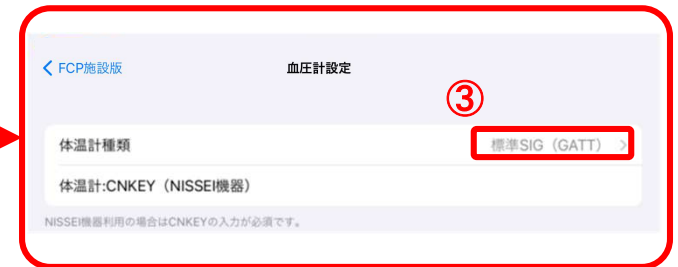 FCP施設版
血圧計設定
③
体温計種類
標準SIG（GATT）
体温計:CNKEY（NISSEI機器）
NISSEI機器利用の場合はCNKEYの入力が必須です。